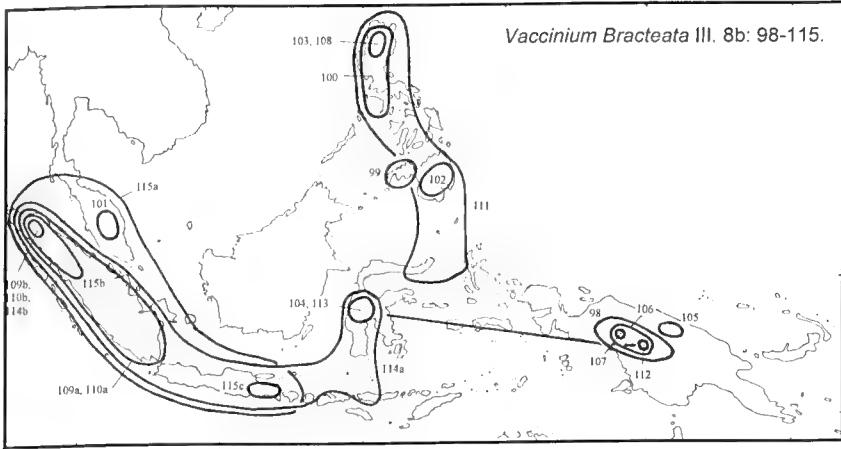 Vaccinium Bracteata III. 8b: 98-115.
103, 108
100
99
102
111
115a
101
115b
109b,
110b,
114b
104, 113
98
106
105
107
112
114a
115c
109a, 110a